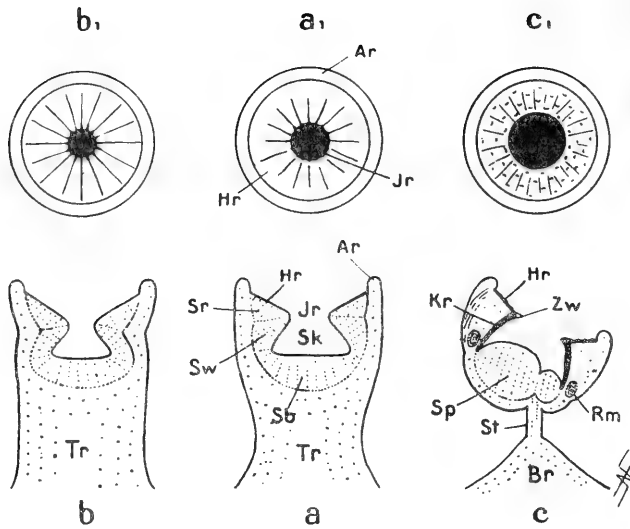 b₁ a₁ c₁
Ar
Hr Jr
Ar
Hr Hr
Sr Jr Kr Zw
Sk
Sw
Sb Sp Rm
St
Tr Tr Br
b a c